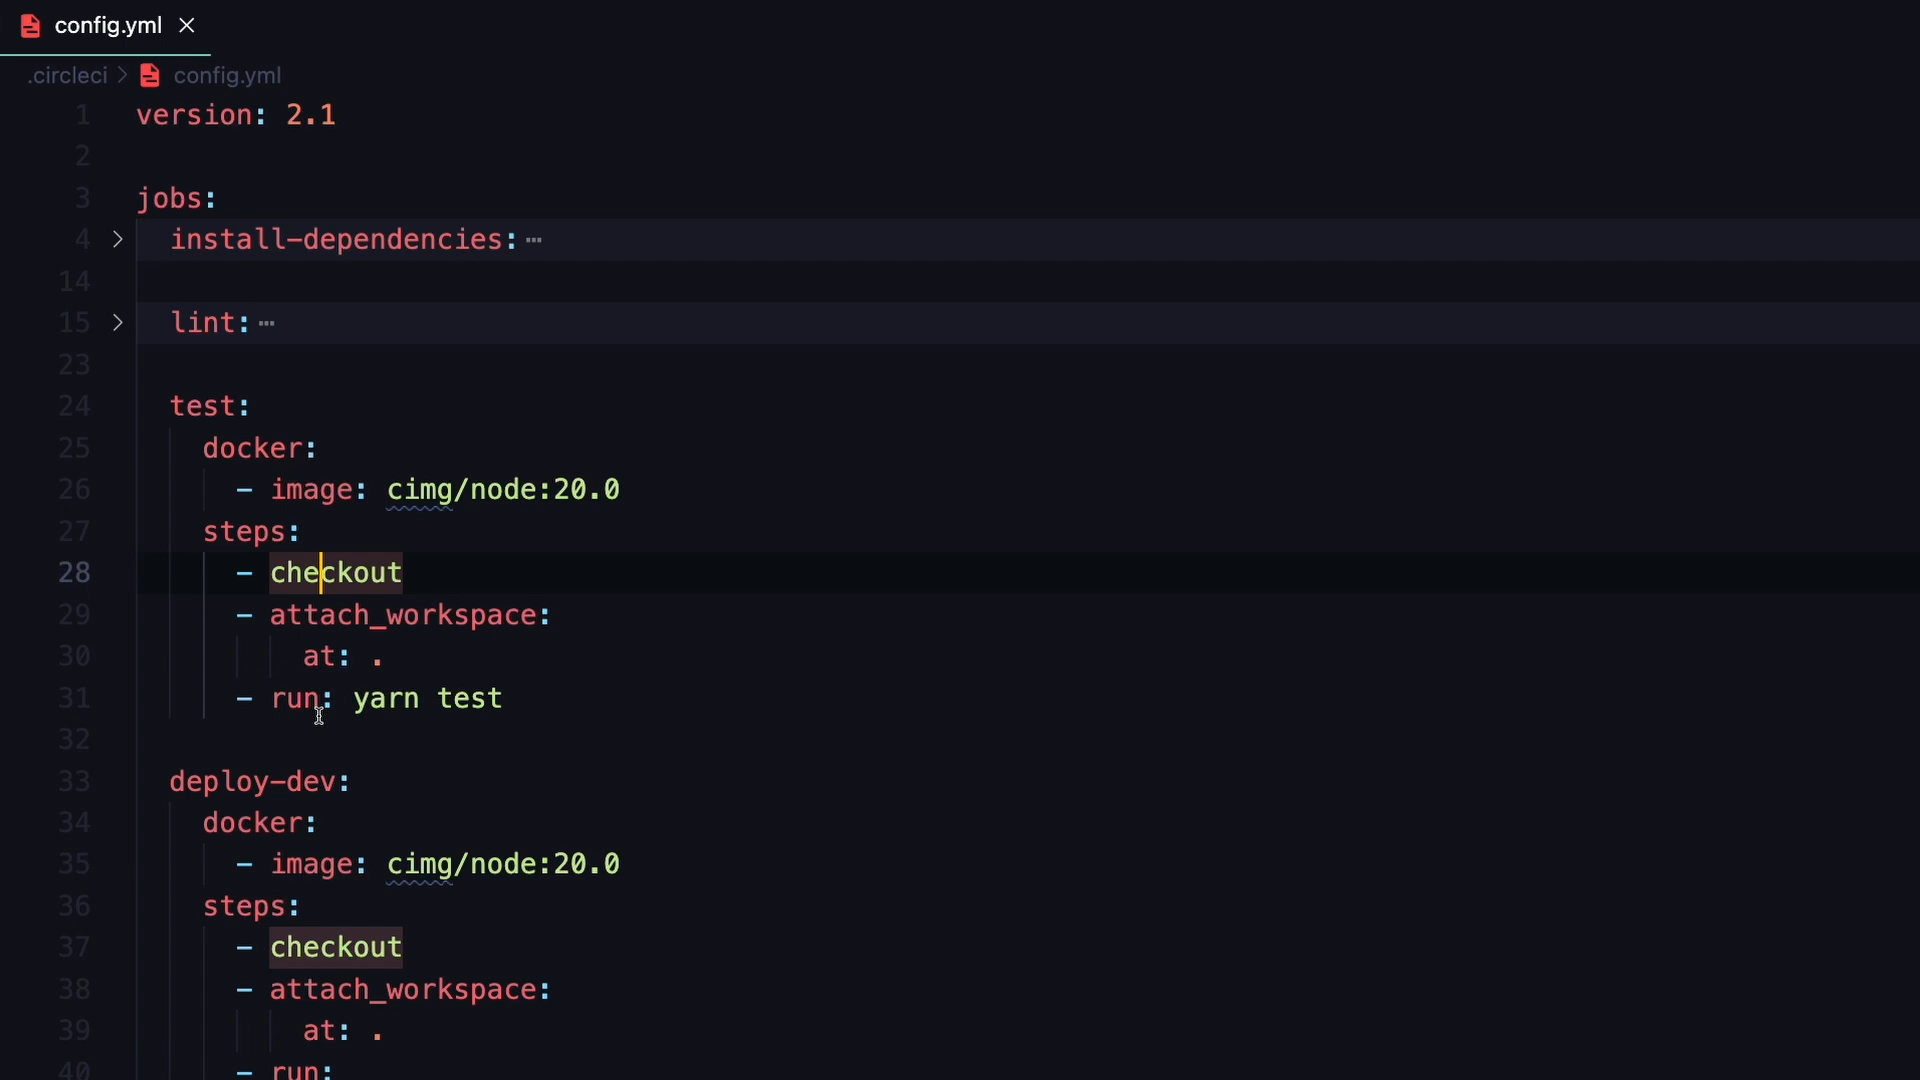 config.yml
.circleci > config.yml
1 version: 2.1
2
3 jobs:
4 install-dependencies: ⋯
14
15 lint: ⋯
23
24 test:
25 docker:
26 - image: cimg/node:20.0
27 steps:
28 - checkout
29 - attach_workspace:
30 at: .
31 - run: yarn test
32
33 deploy-dev:
34 docker:
35 - image: cimg/node:20.0
36 steps:
37 - checkout
38 - attach_workspace:
39 at: .
40 - run: